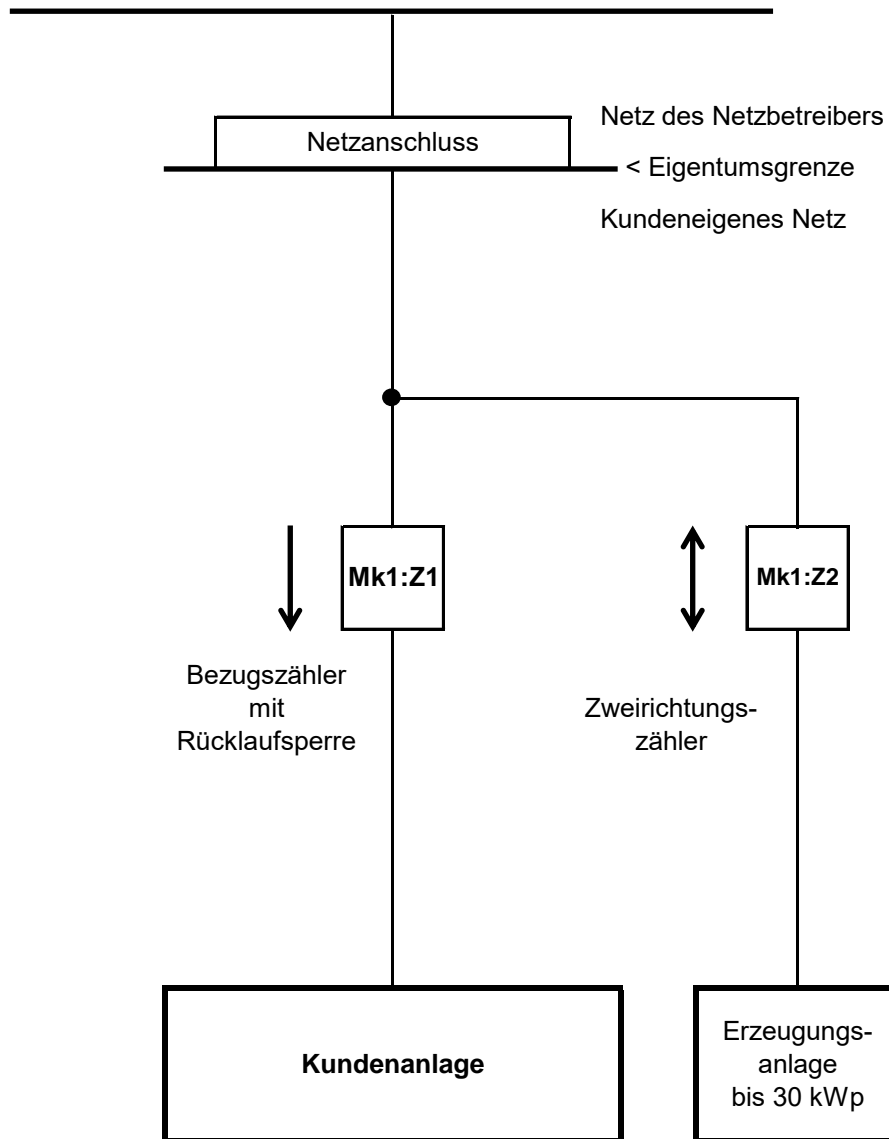 Netzanschluss
Netz des Netzbetreibers
< Eigentumsgrenze
Kundeneigenes Netz
Mk1:Z1
Mk1:Z2
Bezugszähler
mit
Rücklaufsperre
Zweirichtungs-
zähler
Kundenanlage
Erzeugungs-
anlage
bis 30 kWp